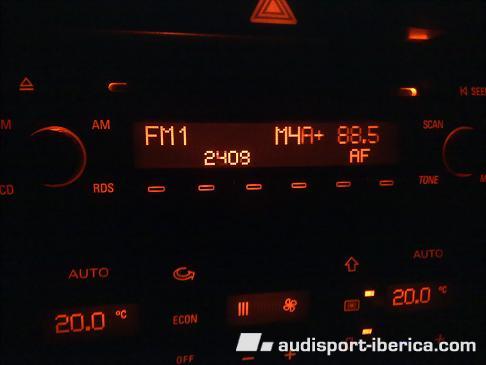 SEE
AM SCAN
FM1 M4A+ 88.5
2409 AF
CD RDS TONE
AUTO AUTO
20.0 °C 20.0 °C
ECON
OFF - +
audisport-iberica.com